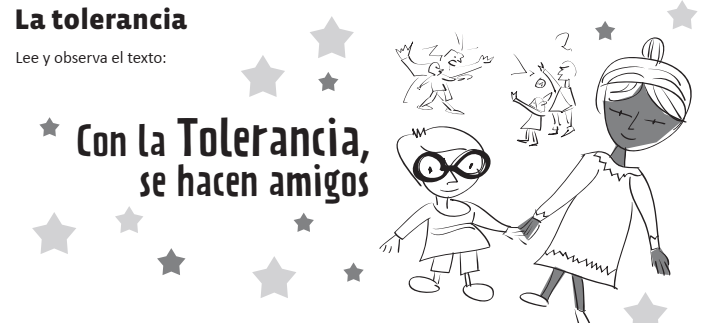 La tolerancia
Lee y observa el texto:
Con la Tolerancia,
se hacen amigos